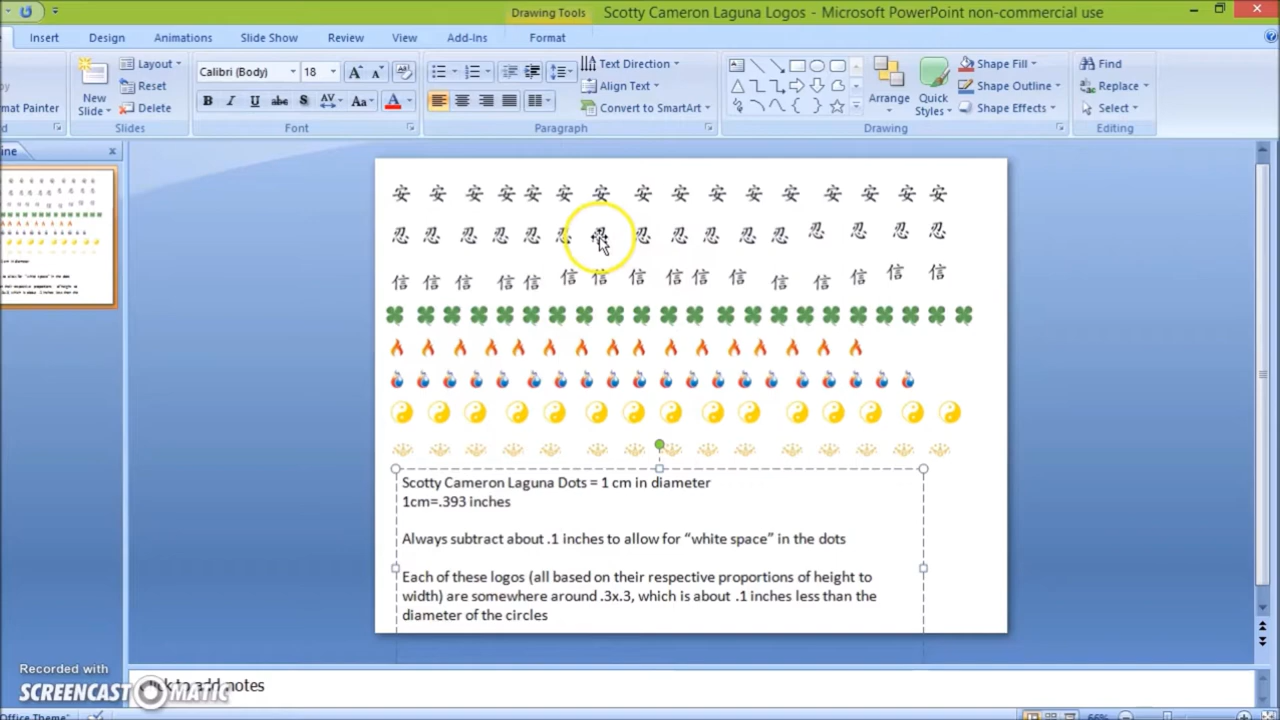 Drawing Tools
Scotty Cameron Laguna Logos - Microsoft PowerPoint non-commercial use
Insert Design Animations Slide Show Review View Add-Ins Format
New Slide
Layout
Reset
Delete
Calibri (Body) 18
Text Direction
Align Text
Convert to SmartArt
Arrange
Quick Styles
Shape Fill
Shape Outline
Shape Effects
Find
Replace
Select
mat Painter
Slides Font Paragraph Drawing Editing
安 安 安 安 安 安 安 安 安 安 安 安 安 安 安 安
忍 忍 忍 忍 忍 忍 忍 忍 忍 忍 忍 忍 忍 忍 忍 忍
信 信 信 信 信 信 信 信 信 信 信 信 信 信 信 信
Scotty Cameron Laguna Dots = 1 cm in diameter
1cm=.393 inches
Always subtract about .1 inches to allow for “white space” in the dots
Each of these logos (all based on their respective proportions of height to
width) are somewhere around .3x.3, which is about .1 inches less than the
diameter of the circles
to add notes
Recorded with
SCREENCAST MATIC
Office Theme"
66%